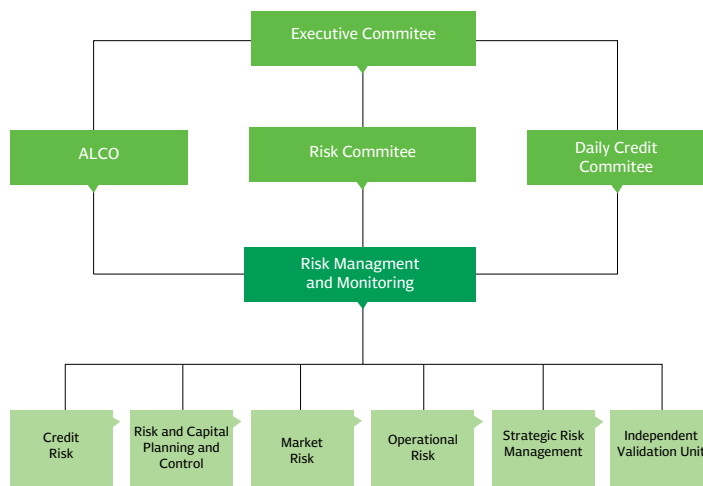 Executive Commitee
ALCO
Risk Commitee
Daily Credit
Commitee
Risk Managment
and Monitoring
Credit
Risk
Risk and Capital
Planning and
Control
Market
Risk
Operational
Risk
Strategic Risk
Management
Independent
Validation Unit